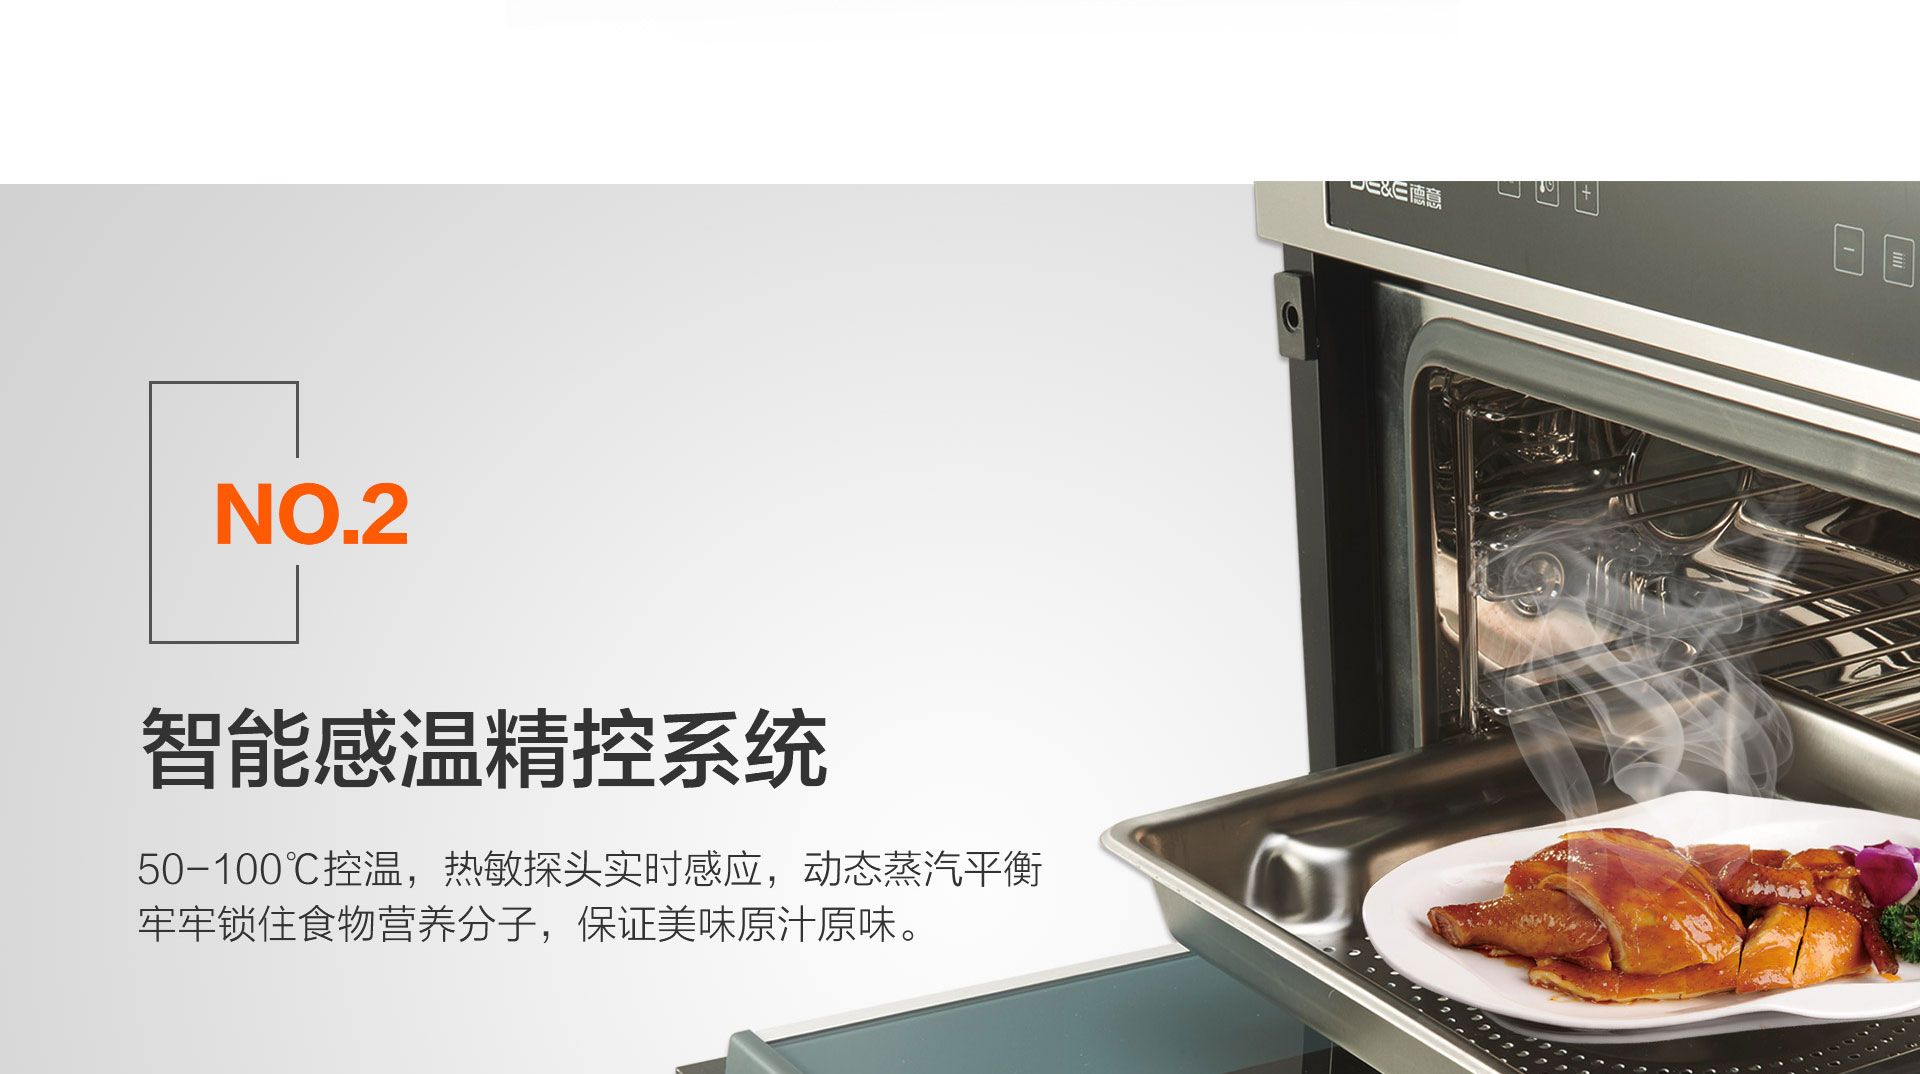 DE&E德意
NO.2
智能感温精控系统
50-100℃控温，热敏探头实时感应，动态蒸汽平衡
牢牢锁住食物营养分子，保证美味原汁原味。